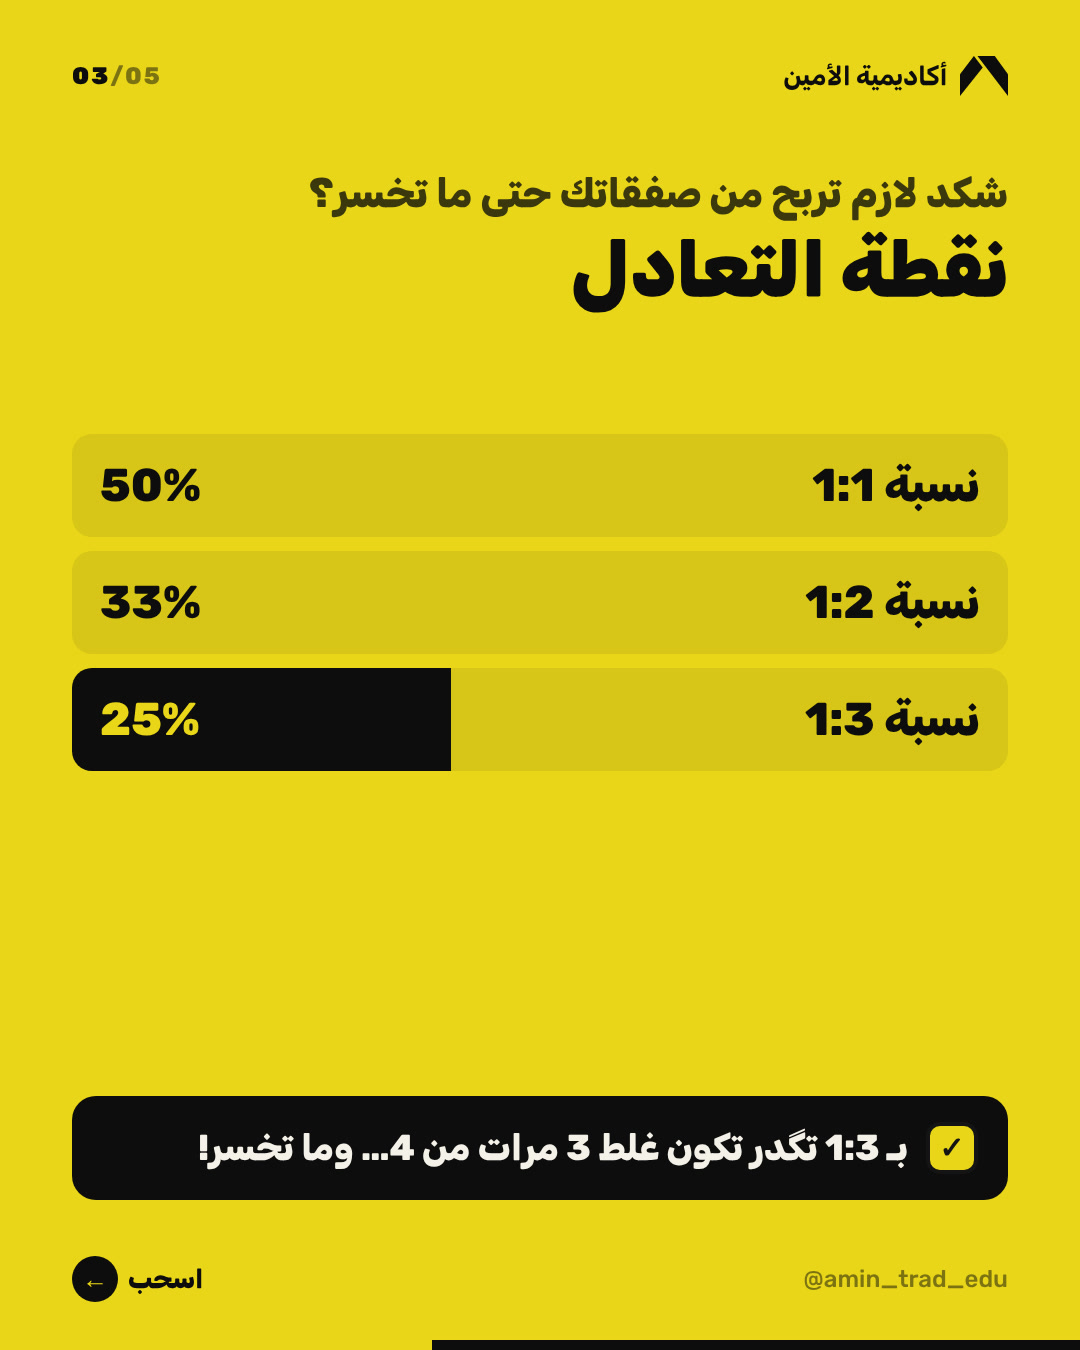 أكاديمية الأمين
03/05
شكد لازم تربح من صفقاتك حتى ما تخسر؟
نقطة التعادل
نسبة 1:1 50%
نسبة 1:2 33%
نسبة 1:3 25%
✓ بـ 1:3 تگدر تكون غلط 3 مرات من 4... وما تخسر!
@amin_trad_edu
اسحب ←